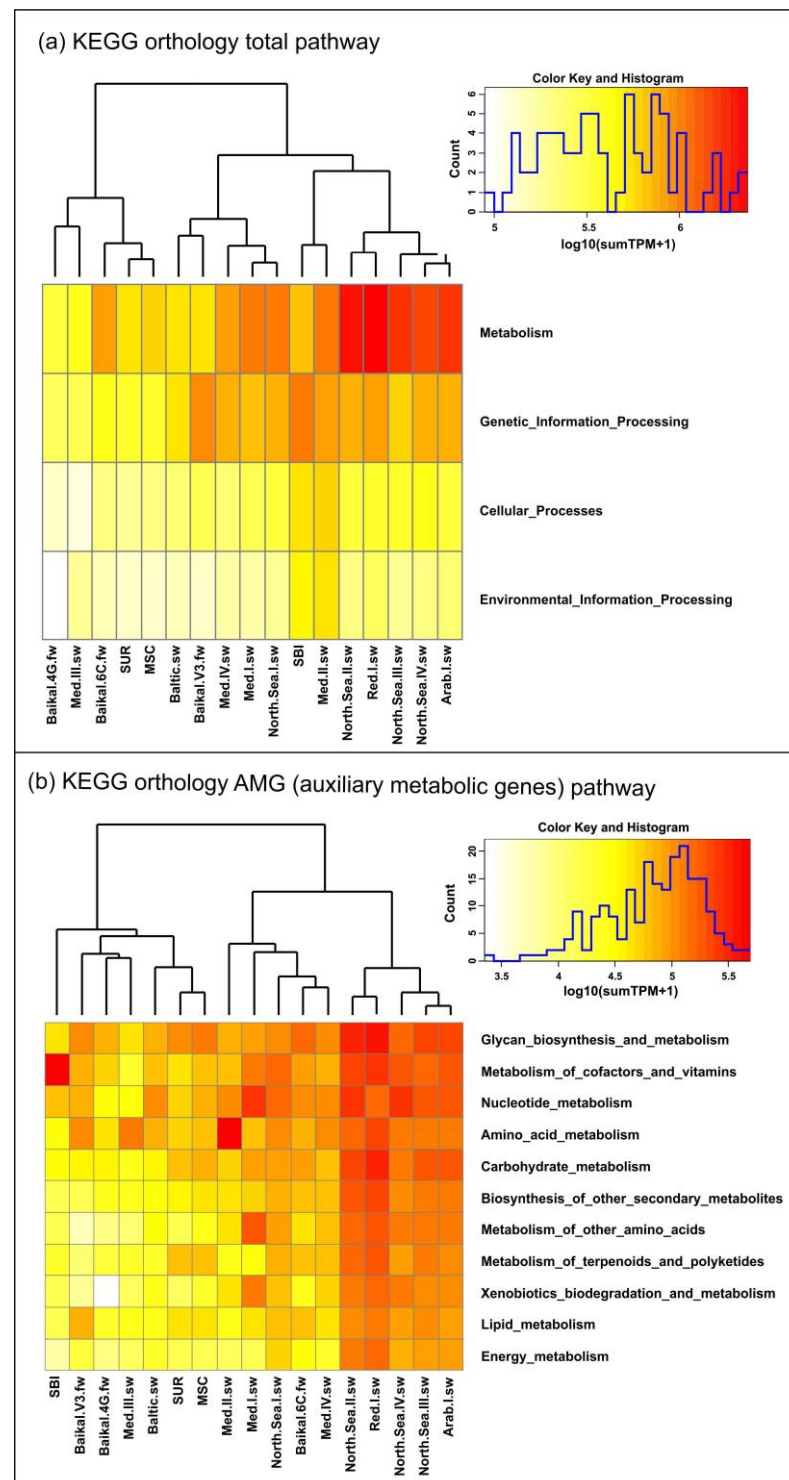 (a) KEGG orthology total pathway
Color Key and Histogram
Count
0 1 2 3 4 5 6
5 5.5 6
log10(sumTPM+1)
Metabolism
Genetic_Information_Processing
Cellular_Processes
Environmental_Information_Processing
Baikal.4G.fw
Med.III.sw
Baikal.6C.fw
SUR
MSC
Baltic.sw
Baikal.V3.fw
Med.IV.sw
Med.I.sw
North.Sea.I.sw
SBI
Med.II.sw
North.Sea.II.sw
Red.I.sw
North.Sea.III.sw
North.Sea.IV.sw
Arab.I.sw
(b) KEGG orthology AMG (auxiliary metabolic genes) pathway
Color Key and Histogram
Count
0 5 10 15 20
3.5 4 4.5 5 5.5
log10(sumTPM+1)
Glycan_biosynthesis_and_metabolism
Metabolism_of_cofactors_and_vitamins
Nucleotide_metabolism
Amino_acid_metabolism
Carbohydrate_metabolism
Biosynthesis_of_other_secondary_metabolites
Metabolism_of_other_amino_acids
Metabolism_of_terpenoids_and_polyketides
Xenobiotics_biodegradation_and_metabolism
Lipid_metabolism
Energy_metabolism
SBI
Baikal.V3.fw
Baikal.4G.fw
Med.III.sw
Baltic.sw
SUR
MSC
Med.II.sw
Med.I.sw
North.Sea.I.sw
Baikal.6C.fw
Med.IV.sw
North.Sea.II.sw
Red.I.sw
North.Sea.IV.sw
North.Sea.III.sw
Arab.I.sw